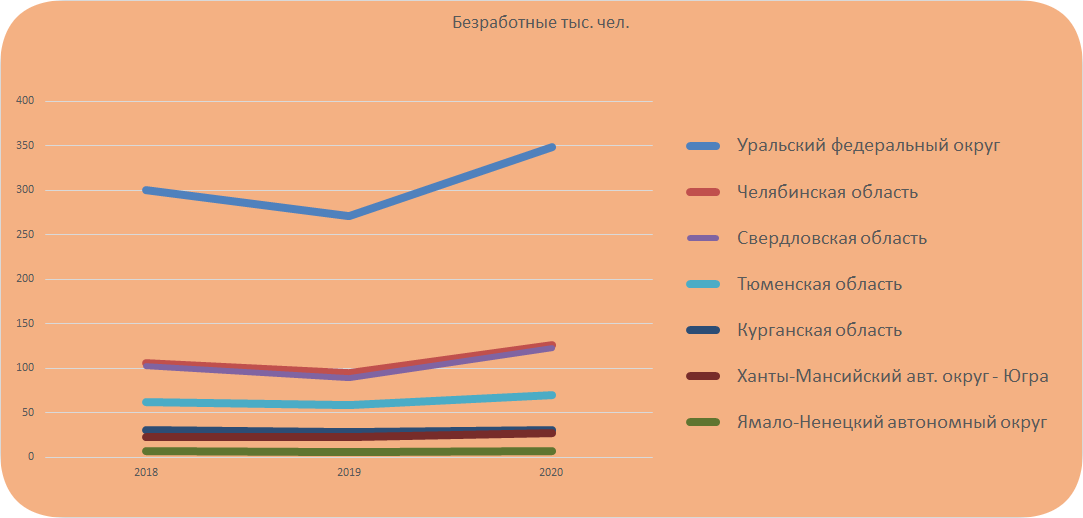 Безработные тыс. чел.
400
350
300
250
200
150
100
50
0
2018 2019 2020
Уральский федеральный округ
Челябинская область
Свердловская область
Тюменская область
Курганская область
Ханты-Мансийский авт. округ - Югра
Ямало-Ненецкий автономный округ